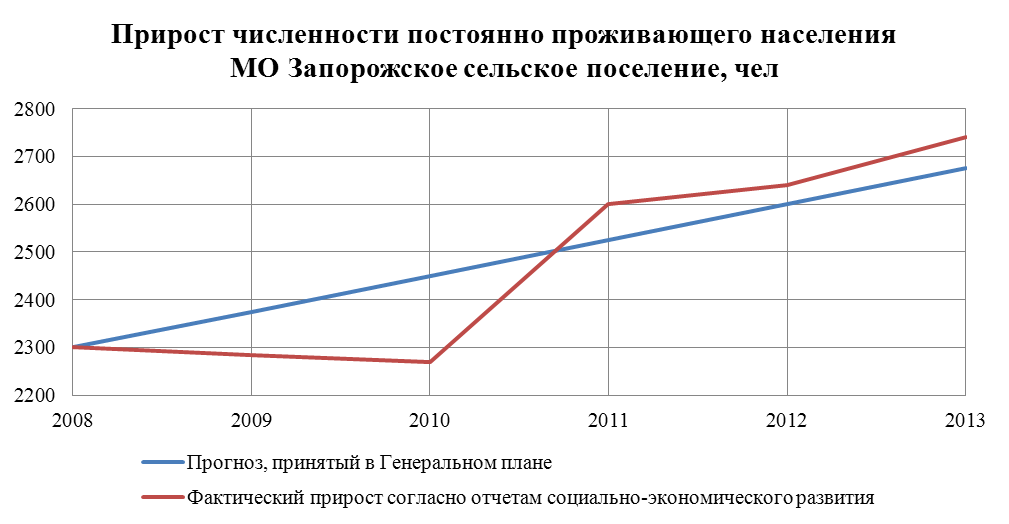 Прирост численности постоянно проживающего населения
МО Запорожское сельское поселение, чел
2800
2700
2600
2500
2400
2300
2200
2008 2009 2010 2011 2012 2013
Прогноз, принятый в Генеральном плане
Фактический прирост согласно отчетам социально-экономического развития